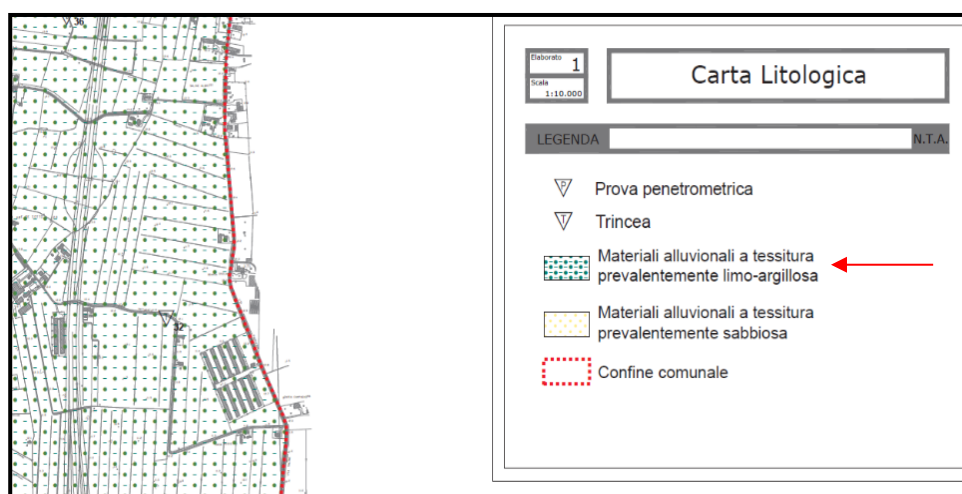 36
32
Elaborato
1
Scala
1:10.000
Carta Litologica
LEGENDA
N.T.A.
P
Prova penetrometrica
T
Trincea
Materiali alluvionali a tessitura
prevalentemente limo-argillosa
Materiali alluvionali a tessitura
prevalentemente sabbiosa
Confine comunale